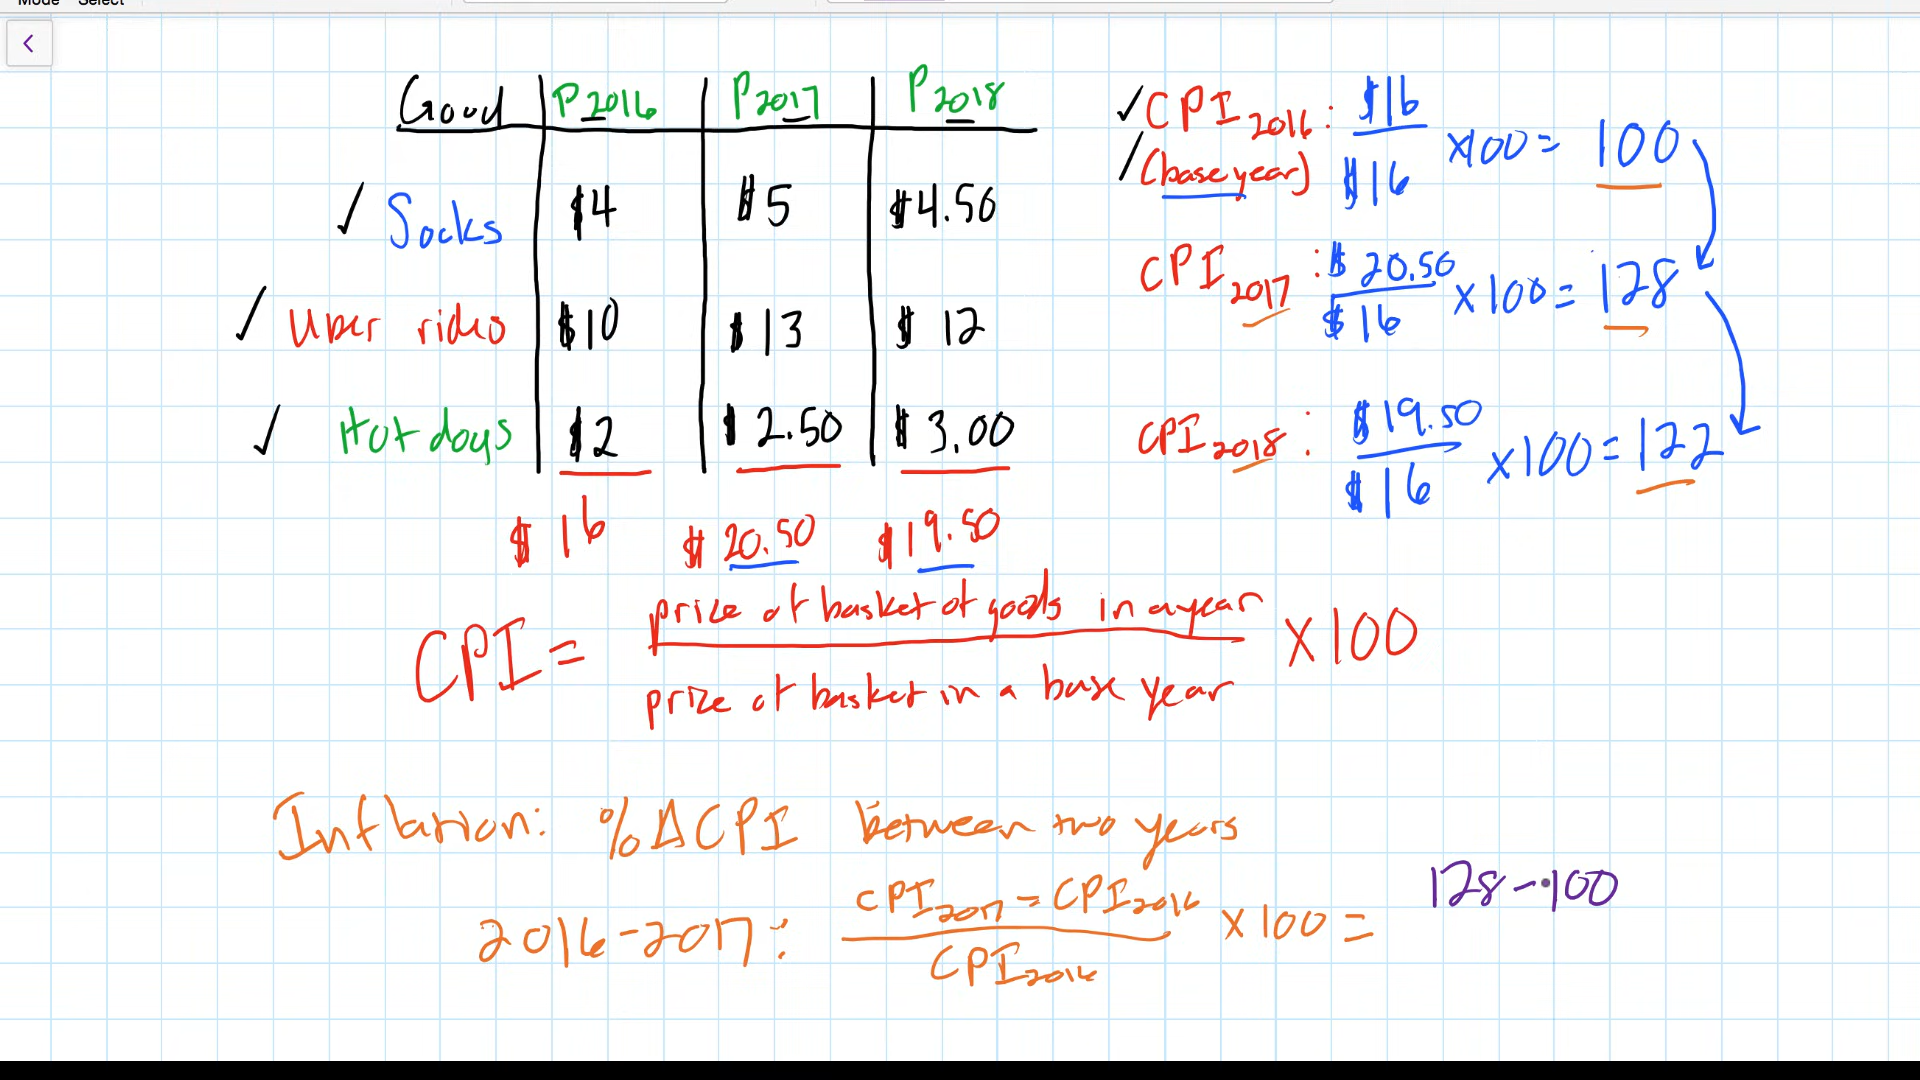 Mode Select
Good P2016 P2017 P2018
Socks $4 $5 $4.50
Uber rides $10 $13 $12
Hot dogs $2 $2.50 $3.00
$16 $20.50 $19.50
CPI2016: $16
(base year) $16 x100 = 100
CPI2017: $20.50
$16 x100 = 128
CPI2018: $19.50
$16 x100 = 122
CPI = price of basket of goods in a year
price of basket in a base year x100
Inflation: %ΔCPI between two years
2016-2017: CPI2017 - CPI2016
CPI2016 x100 =
128-100